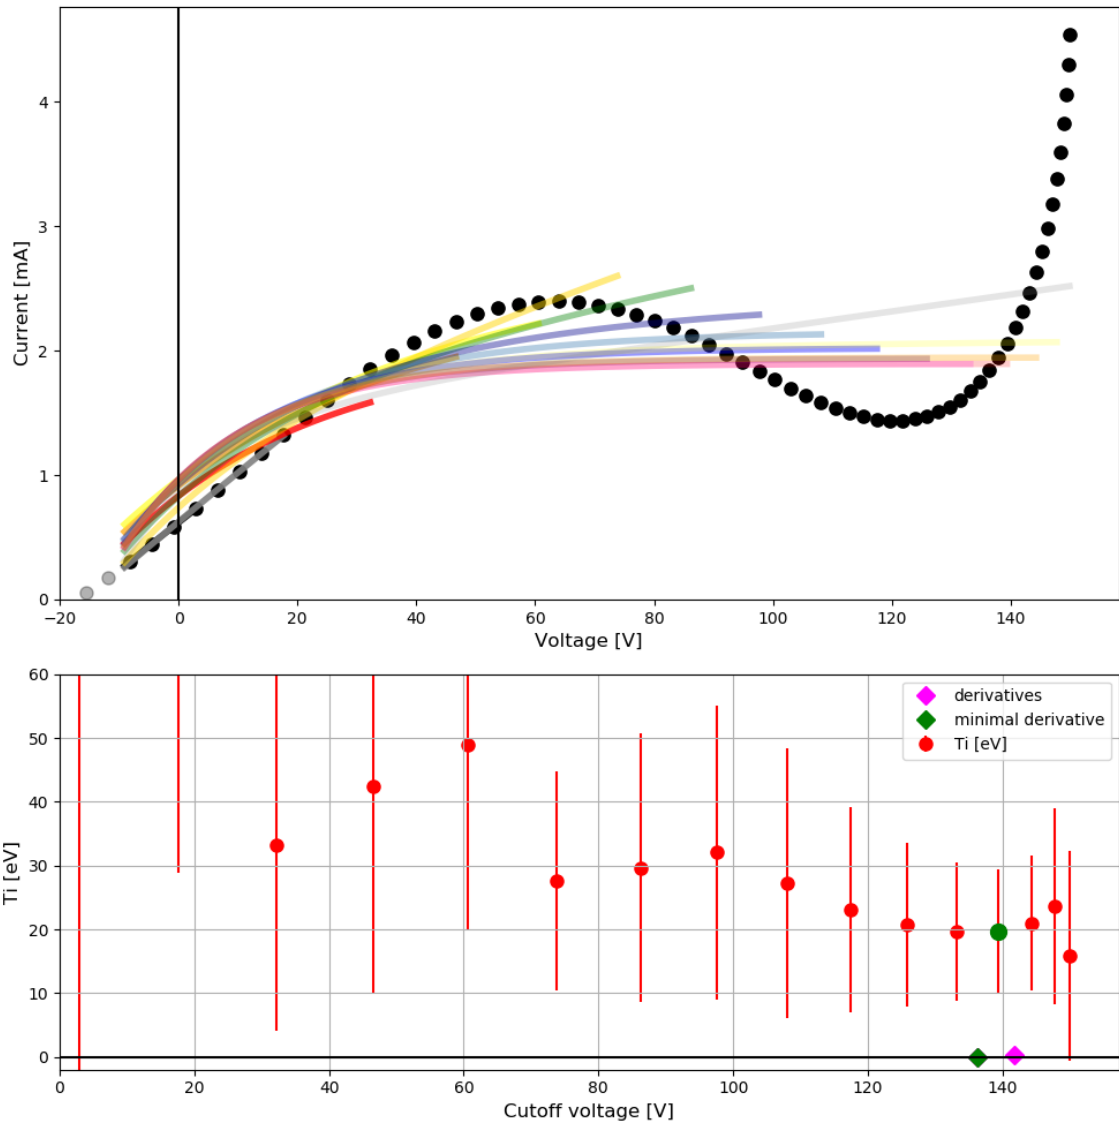 Current [mA]
4
3
2
1
0
−20 0 20 40 60 80 100 120 140
Voltage [V]
Ti [eV]
60
50
40
30
20
10
0
derivatives
minimal derivative
Ti [eV]
0 20 40 60 80 100 120 140
Cutoff voltage [V]